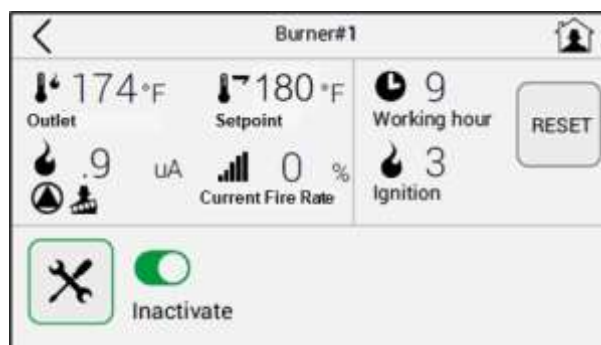 Burner#1
174 °F
Outlet
180 °F
Setpoint
9
Working hour
RESET
.9 uA
0 %
Current Fire Rate
3
Ignition
Inactivate